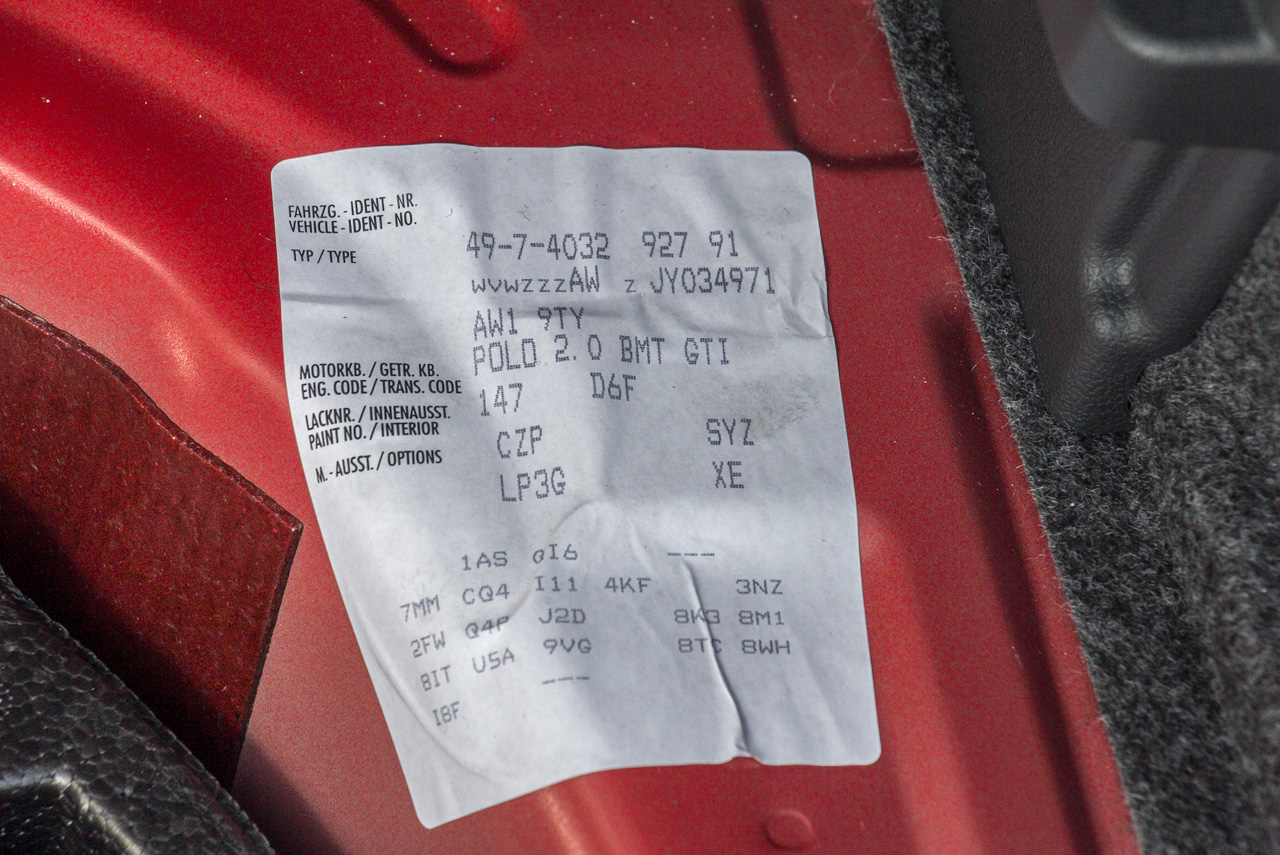 FAHRZG. - IDENT - NR.
VEHICLE - IDENT - NO.
49-7-4032 927 91
TYP / TYPE
WVWZZZAW Z JY034971
AW1 9TY
POLO 2.0 BMT GTI
MOTORKB. / GETR. KB.
ENG. CODE / TRANS. CODE
147 D6F
LACKNR. / INNENAUSST.
PAINT NO. / INTERIOR
CZP SYZ
M. - AUSST. / OPTIONS
LP3G XE
1AS GI6 --- --- ---
7MM CQ4 I11 4KF 3NZ
2FW Q4P J2D 8K3 8M1
8IT U5A 9VG 8TC 8WH
I8F --- --- ---